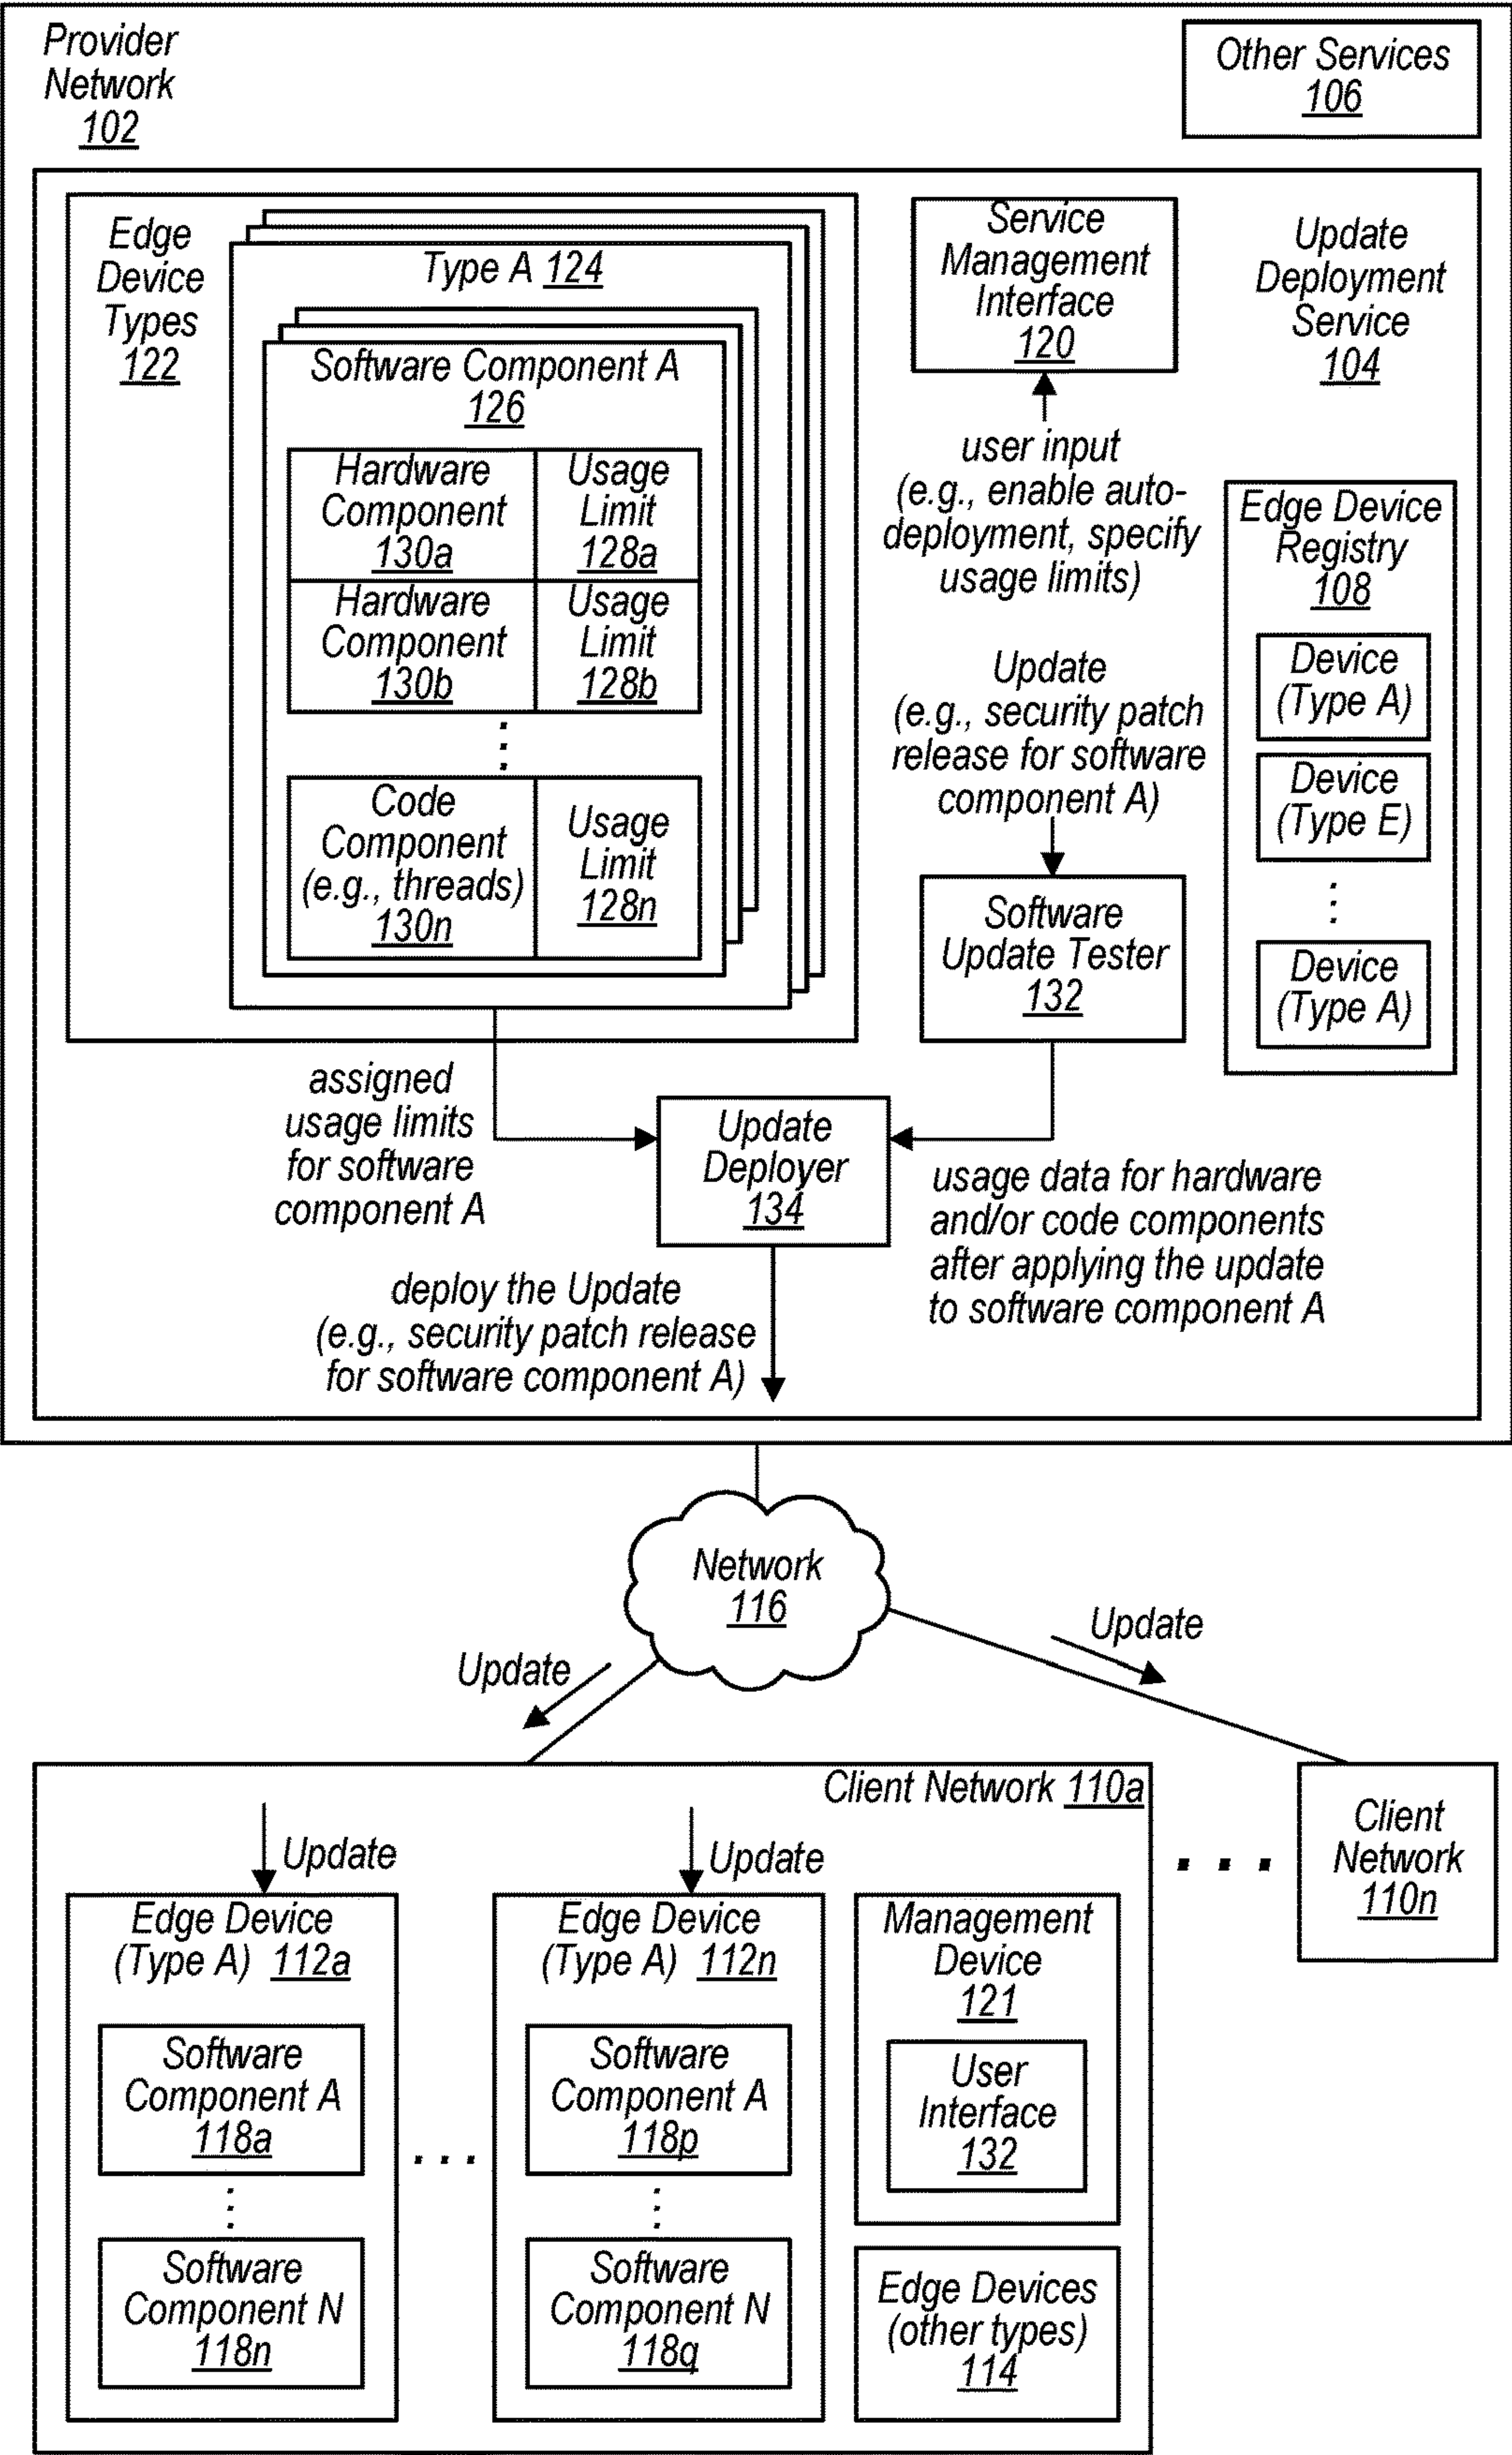 Provider
Network
102
Other Services
106
Edge
Device
Types
122
Type A 124
Software Component A
126
Hardware
Component
130a
Usage
Limit
128a
Hardware
Component
130b
Usage
Limit
128b
Code
Component
(e.g., threads)
130n
Usage
Limit
128n
Service
Management
Interface
120
Update
Deployment
Service
104
user input
(e.g., enable auto-
deployment, specify
usage limits)
Edge Device
Registry
108
Device
(Type A)
Device
(Type E)
Device
(Type A)
Update
(e.g., security patch
release for software
component A)
Software
Update Tester
132
assigned
usage limits
for software
component A
Update
Deployer
134
usage data for hardware
and/or code components
after applying the update
to software component A
deploy the Update
(e.g., security patch release
for software component A)
Network
116
Update
Update
Client Network 110a
Update
Update
Edge Device
(Type A) 112a
Software
Component A
118a
Software
Component N
118n
Edge Device
(Type A) 112n
Software
Component A
118p
Software
Component N
118q
Management
Device
121
User
Interface
132
Edge Devices
(other types)
114
Client
Network
110n